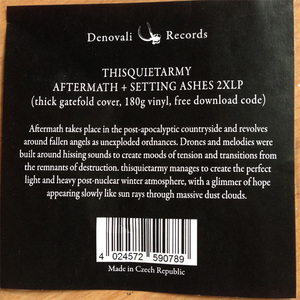 Denovali Records
THISQUIETARMY
AFTERMATH + SETTING ASHES 2XLP
(thick gatefold cover, 180g vinyl, free download code)
Aftermath takes place in the post-apocalyptic countryside and revolves
around fallen angels as unexploded ordnances. Drones and melodies were
built around hissing sounds to create moods of tension and transitions from
the remnants of destruction. thisquietarmy manages to create the perfect
light and heavy post-nuclear winter atmosphere, with a glimmer of hope
appearing slowly like sun rays through massive dust clouds.
4 024572 590789
Made in Czech Republic